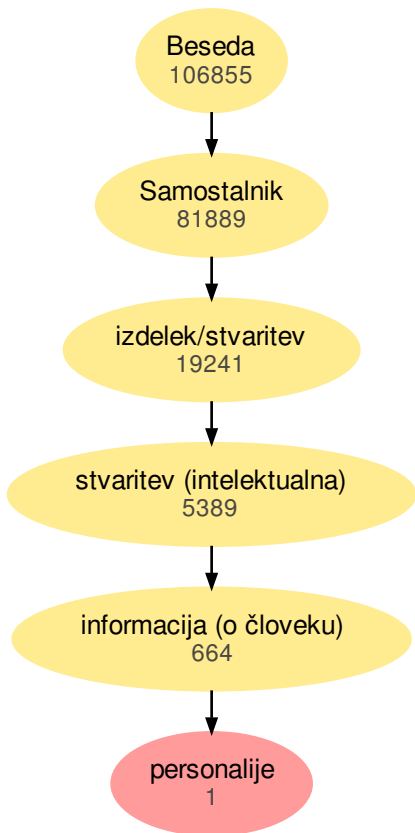 Beseda
106855
Samostalnik
81889
izdelek/stvaritev
19241
stvaritev (intelektualna)
5389
informacija (o človeku)
664
personalije
1